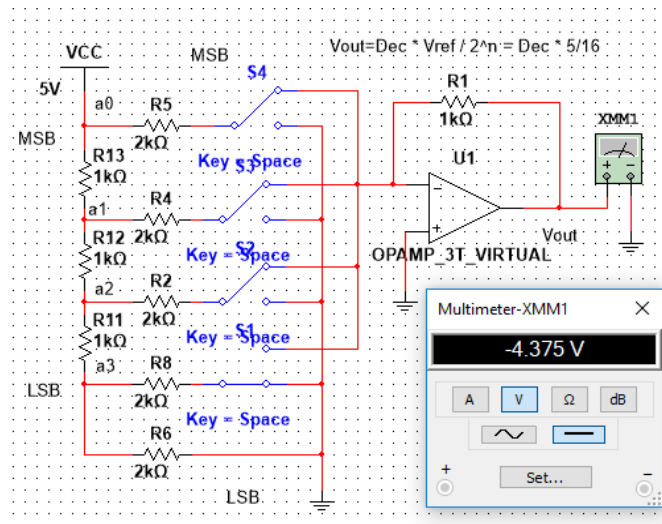 VCC
MSB
Vout=Dec * Vref / 2^n = Dec * 5/16
S4
5V
a0
R5
2kΩ
R1
1kΩ
XMM1
MSB
Key = Space
S3
U1
R13
1kΩ
R4
2kΩ
a1
R12
1kΩ
Key = Space
S2
OPAMP_3T_VIRTUAL
Vout
a2
R2
2kΩ
R11
1kΩ
Key = Space
S1
a3
R8
2kΩ
LSB
Key = Space
R6
2kΩ
LSB
Multimeter-XMM1
-4.375 V
A
V
Ω
dB
+
Set...
-